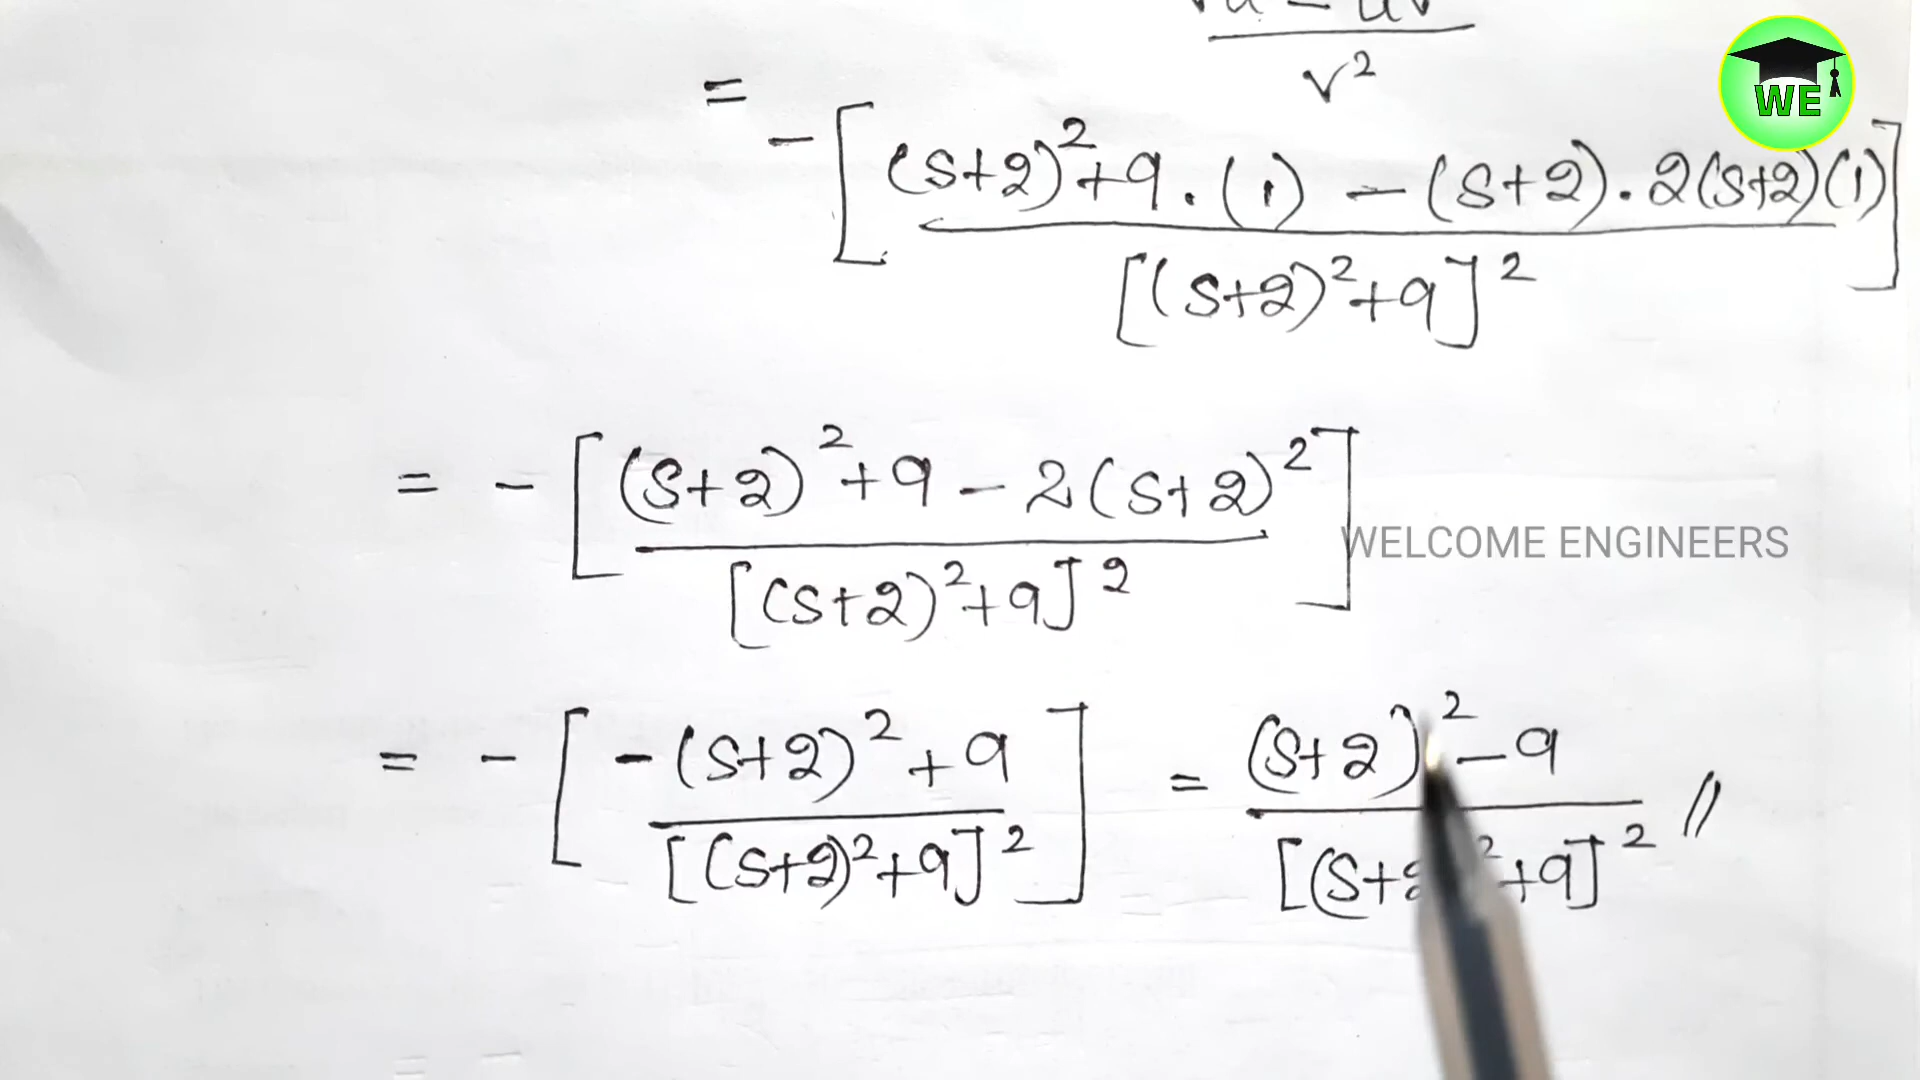 v²
WE
= - [ (s+2)²+9 . (1) - (s+2) . 2(s+2)(1) ]
[(s+2)²+9]²
= - [ (s+2)²+9 - 2(s+2)² ]
WELCOME ENGINEERS
[(s+2)²+9]²
= - [ -(s+2)²+9 ] = (s+2)²-9 //
[(s+2)²+9]² [(s+2)²+9]²